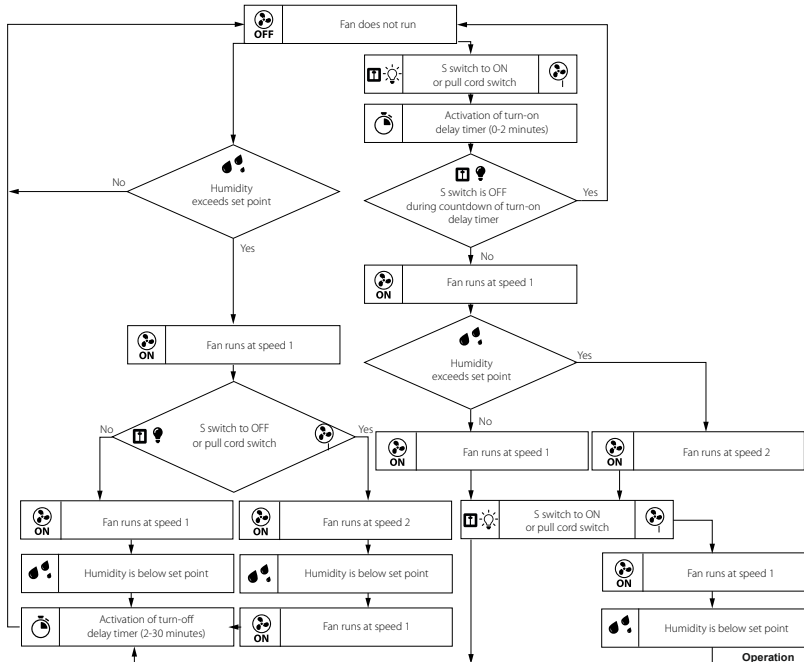 OFF
Fan does not run
S switch to ON
or pull cord switch
Activation of turn-on
delay timer (0-2 minutes)
Humidity
exceeds set point
No
Yes
S switch is OFF
during countdown of turn-on
delay timer
Yes
No
ON
Fan runs at speed 1
ON
Fan runs at speed 1
Humidity
exceeds set point
Yes
No
S switch to OFF
or pull cord switch
No
Yes
ON
Fan runs at speed 1
ON
Fan runs at speed 2
ON
Fan runs at speed 1
ON
Fan runs at speed 2
S switch to ON
or pull cord switch
Humidity is below set point
Humidity is below set point
ON
Fan runs at speed 1
Activation of turn-off
delay timer (2-30 minutes)
ON
Fan runs at speed 1
Humidity is below set point
Operation